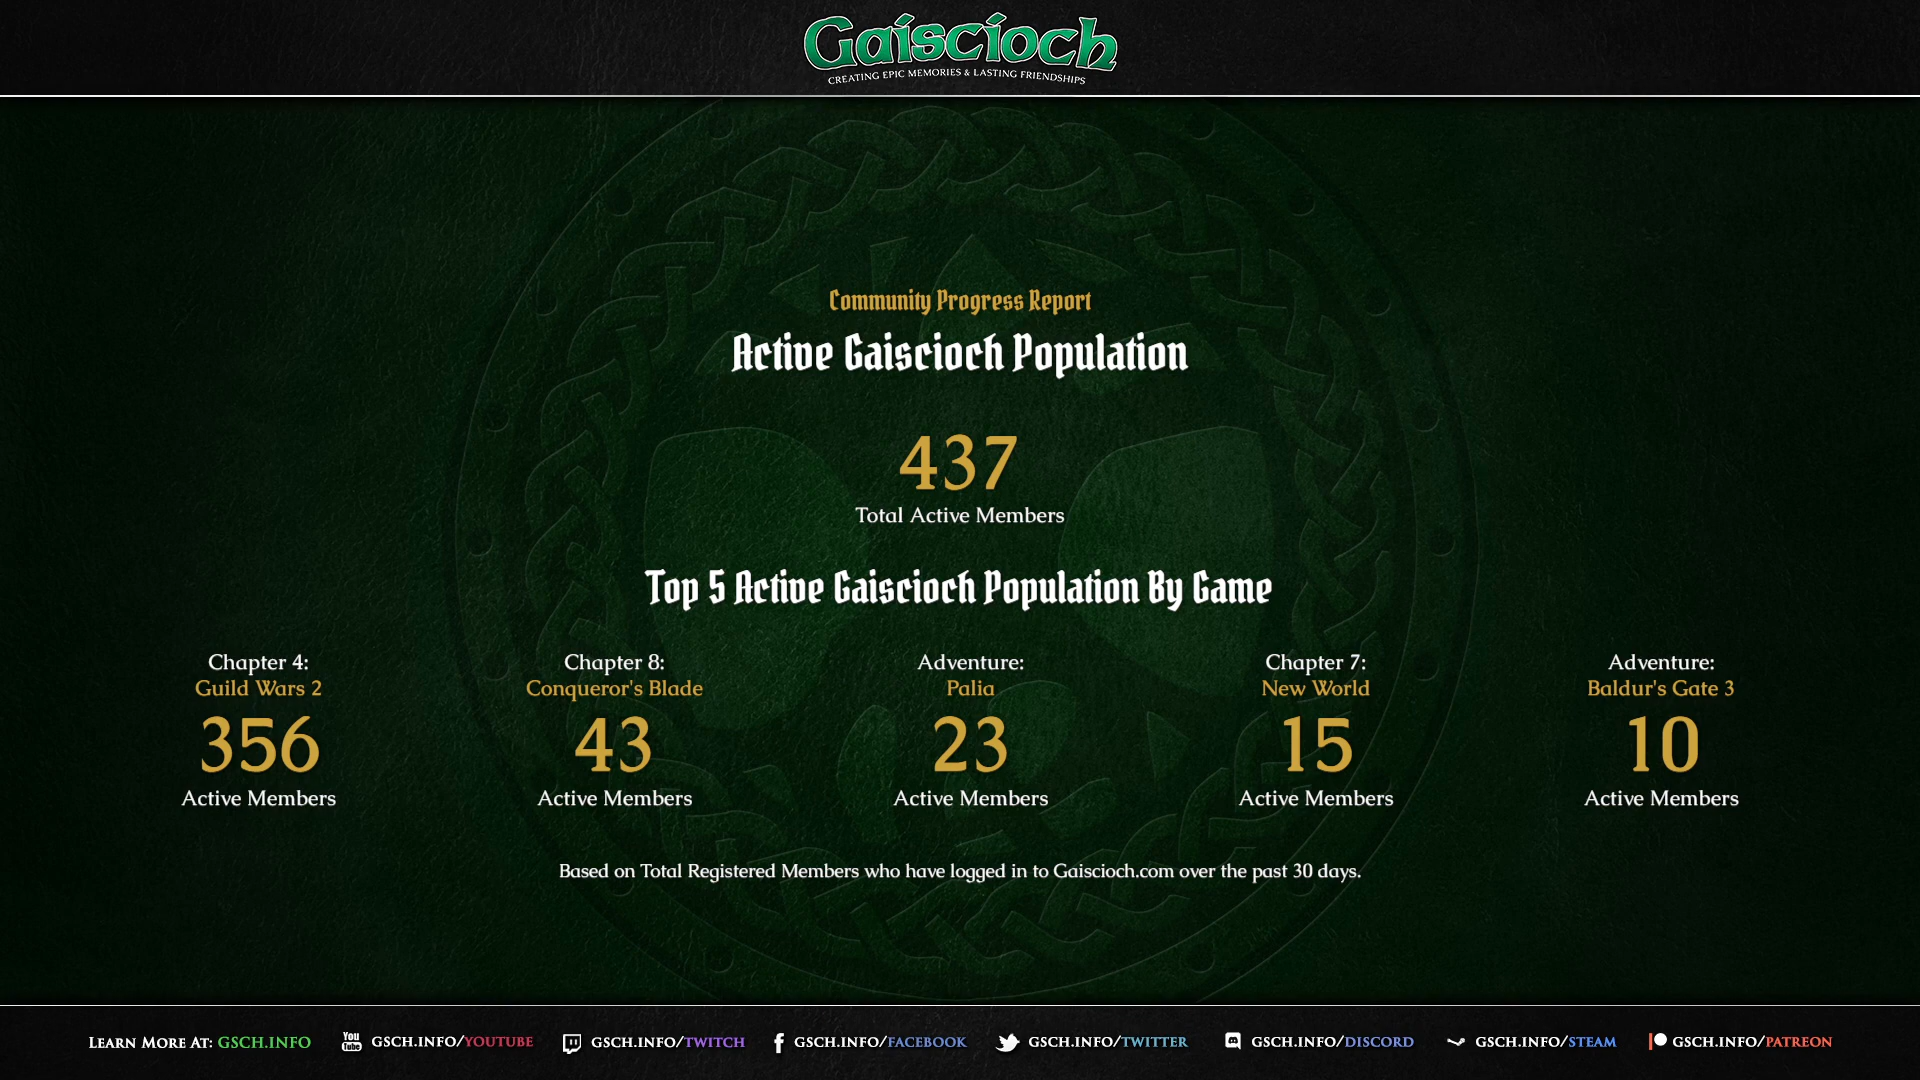 Gaiscioch
CREATING EPIC MEMORIES & LASTING FRIENDSHIPS
Community Progress Report
Active Gaiscioch Population
437
Total Active Members
Top 5 Active Gaiscioch Population By Game
Chapter 4:
Guild Wars 2
356
Active Members
Chapter 8:
Conqueror's Blade
43
Active Members
Adventure:
Palia
23
Active Members
Chapter 7:
New World
15
Active Members
Adventure:
Baldur's Gate 3
10
Active Members
Based on Total Registered Members who have logged in to Gaiscioch.com over the past 30 days.
LEARN MORE AT: GSCH.INFO
You Tube GSCH.INFO/YOUTUBE
GSCH.INFO/TWITCH
GSCH.INFO/FACEBOOK
GSCH.INFO/TWITTER
GSCH.INFO/DISCORD
GSCH.INFO/STEAM
GSCH.INFO/PATREON